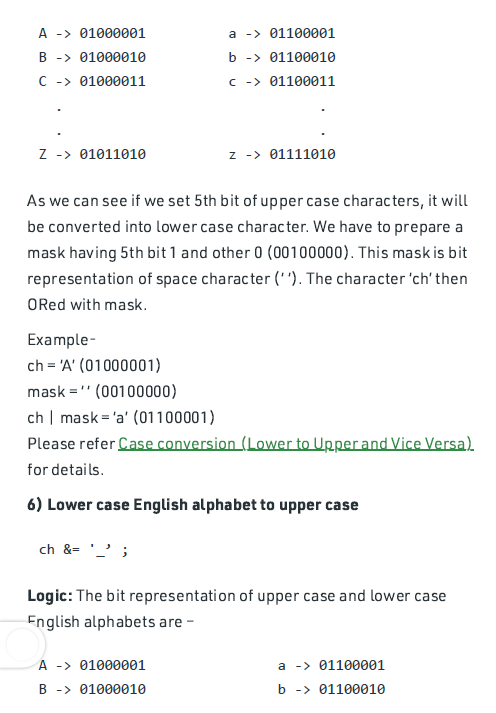 A -> 01000001 a -> 01100001
B -> 01000010 b -> 01100010
C -> 01000011 c -> 01100011
. .
. .
Z -> 01011010 z -> 01111010
As we can see if we set 5th bit of upper case characters, it will
be converted into lower case character. We have to prepare a
mask having 5th bit 1 and other 0 (00100000). This mask is bit
representation of space character (‘ ‘). The character ‘ch’ then
ORed with mask.
Example-
ch = ‘A’ (01000001)
mask = ‘ ‘ (00100000)
ch | mask = ‘a’ (01100001)
Please refer Case conversion (Lower to Upper and Vice Versa)
for details.
6) Lower case English alphabet to upper case
ch &= '_’ ;
Logic: The bit representation of upper case and lower case
English alphabets are –
A -> 01000001 a -> 01100001
B -> 01000010 b -> 01100010